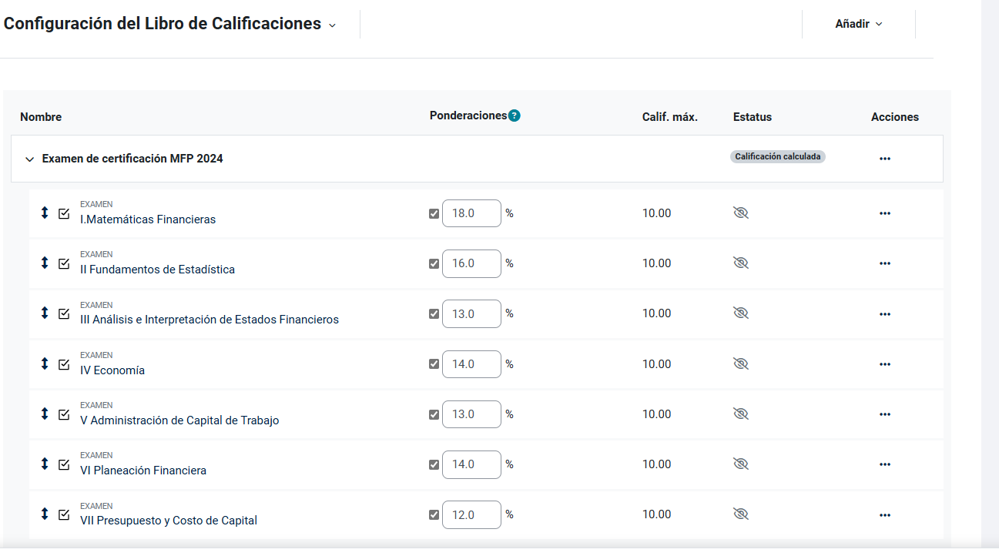 Configuración del Libro de Calificaciones
Añadir
Nombre Ponderaciones ? Calif. máx. Estatus Acciones
Examen de certificación MFP 2024 Calificación calculada
EXAMEN
I.Matemáticas Financieras 18.0 % 10.00
EXAMEN
II Fundamentos de Estadística 16.0 % 10.00
EXAMEN
III Análisis e Interpretación de Estados Financieros 13.0 % 10.00
EXAMEN
IV Economía 14.0 % 10.00
EXAMEN
V Administración de Capital de Trabajo 13.0 % 10.00
EXAMEN
VI Planeación Financiera 14.0 % 10.00
EXAMEN
VII Presupuesto y Costo de Capital 12.0 % 10.00